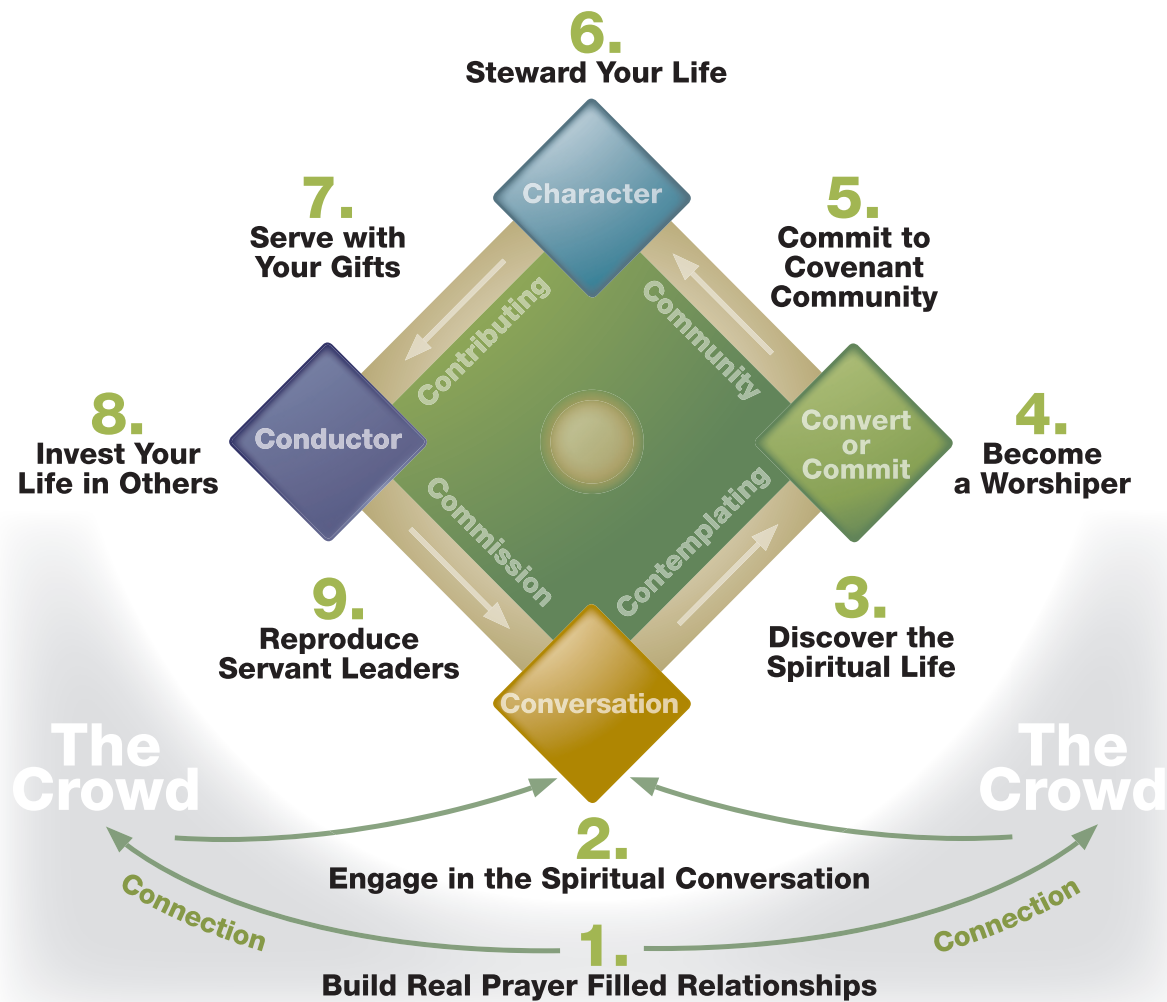 6.
Steward Your Life
Character
7.
Serve with
Your Gifts
5.
Commit to
Covenant
Community
Contributing
Community
8.
Invest Your
Life in Others
Conductor
Convert
or
Commit
4.
Become
a Worshiper
Commission
Contemplating
9.
Reproduce
Servant Leaders
3.
Discover the
Spiritual Life
Conversation
The
Crowd
The
Crowd
2.
Engage in the Spiritual Conversation
Connection
Connection
1.
Build Real Prayer Filled Relationships